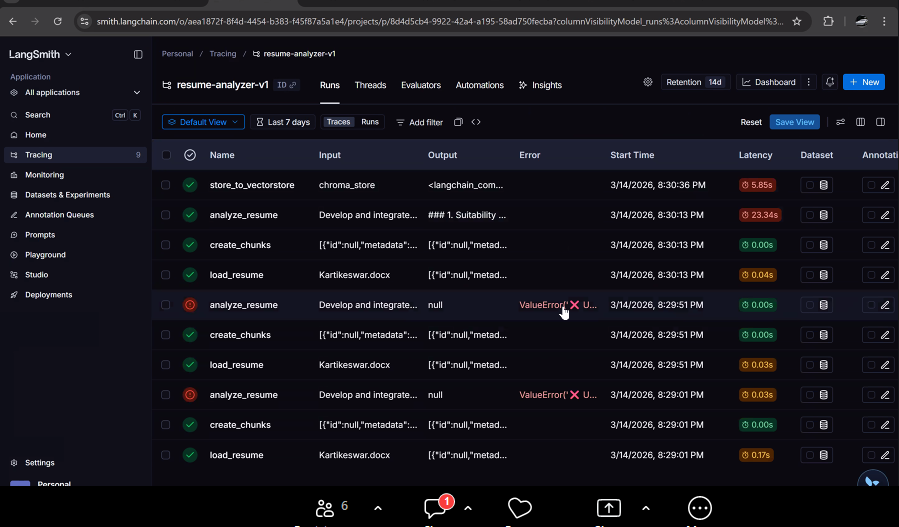 smith.langchain.com/o/aea1872f-8f4d-4454-b383-f45f87a5a1e4/projects/p/8d4d5cb4-9922-42a4-a195-58ad750fecba?columnVisibilityModel_runs%3AcolumnVisibilityModel%3...
LangSmith
Personal / Tracing / resume-analyzer-v1
Application
All applications
resume-analyzer-v1 ID
Runs Threads Evaluators Automations Insights
Retention 14d Dashboard + New
Search Ctrl K
Home
Tracing 9
Monitoring
Datasets & Experiments
Annotation Queues
Prompts
Playground
Studio
Deployments
Settings
Personal
Default View Last 7 days Traces Runs Add filter Reset Save View
Name Input Output Error Start Time Latency Dataset Annotati
store_to_vectorstore chroma_store <langchain_com... 3/14/2026, 8:30:36 PM 5.85s
analyze_resume Develop and integrate... ### 1. Suitability ... 3/14/2026, 8:30:13 PM 23.34s
create_chunks [{"id":null,"metadata":... [{"id":null,"metad... 3/14/2026, 8:30:13 PM 0.00s
load_resume Kartikeswar.docx [{"id":null,"metad... 3/14/2026, 8:30:13 PM 0.04s
analyze_resume Develop and integrate... null ValueError('❌ U... 3/14/2026, 8:29:51 PM 0.00s
create_chunks [{"id":null,"metadata":... [{"id":null,"metad... 3/14/2026, 8:29:51 PM 0.00s
load_resume Kartikeswar.docx [{"id":null,"metad... 3/14/2026, 8:29:51 PM 0.03s
analyze_resume Develop and integrate... null ValueError('❌ U... 3/14/2026, 8:29:01 PM 0.03s
create_chunks [{"id":null,"metadata":... [{"id":null,"metad... 3/14/2026, 8:29:01 PM 0.00s
load_resume Kartikeswar.docx [{"id":null,"metad... 3/14/2026, 8:29:01 PM 0.17s
6 1